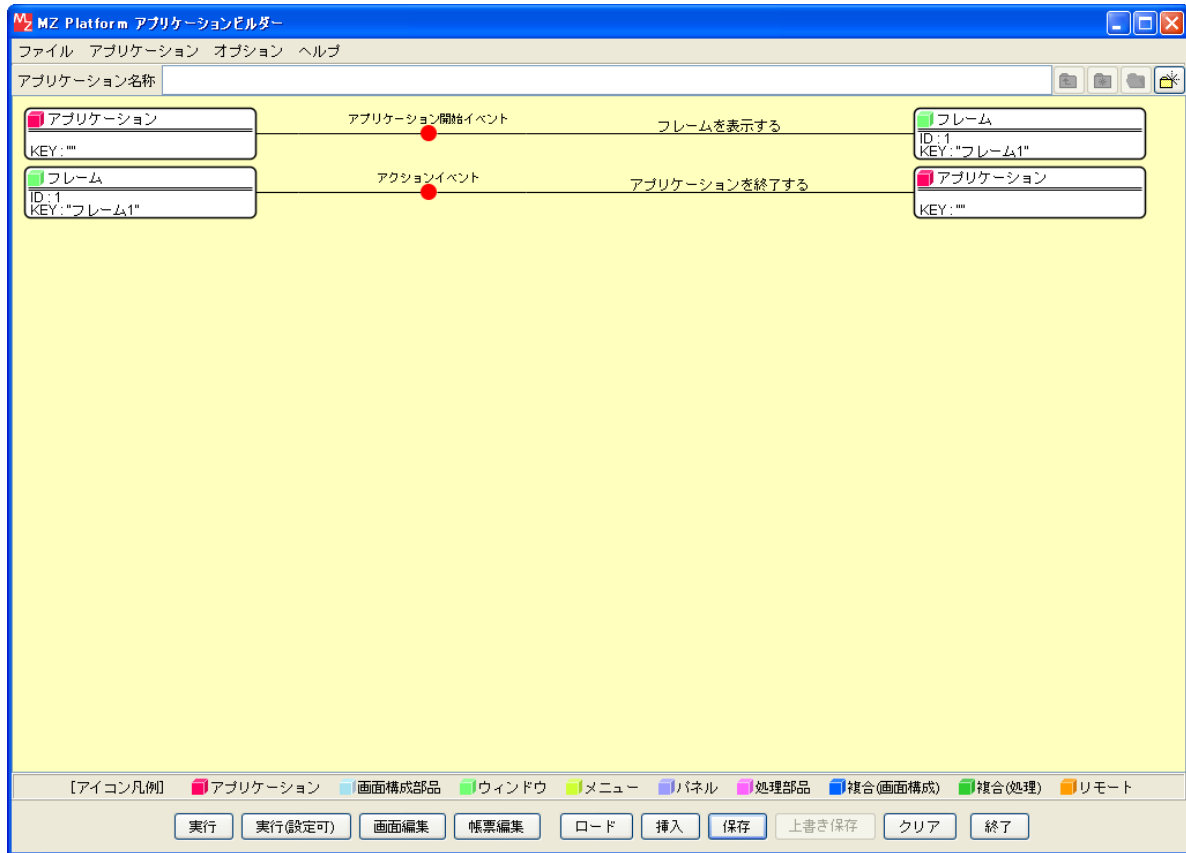 MZ Platform アプリケーションビルダー
ファイル アプリケーション オプション ヘルプ
アプリケーション名称
アプリケーション アプリケーション開始イベント フレームを表示する フレーム
ID : 1
KEY : "" KEY : "フレーム1"
フレーム アクションイベント アプリケーションを終了する アプリケーション
ID : 1
KEY : "フレーム1" KEY : ""
[アイコン凡例] アプリケーション 画面構成部品 ウィンドウ メニュー パネル 処理部品 複合(画面構成) 複合(処理) リモート
実行 実行(設定可) 画面編集 帳票編集 ロード 挿入 保存 上書き保存 クリア 終了